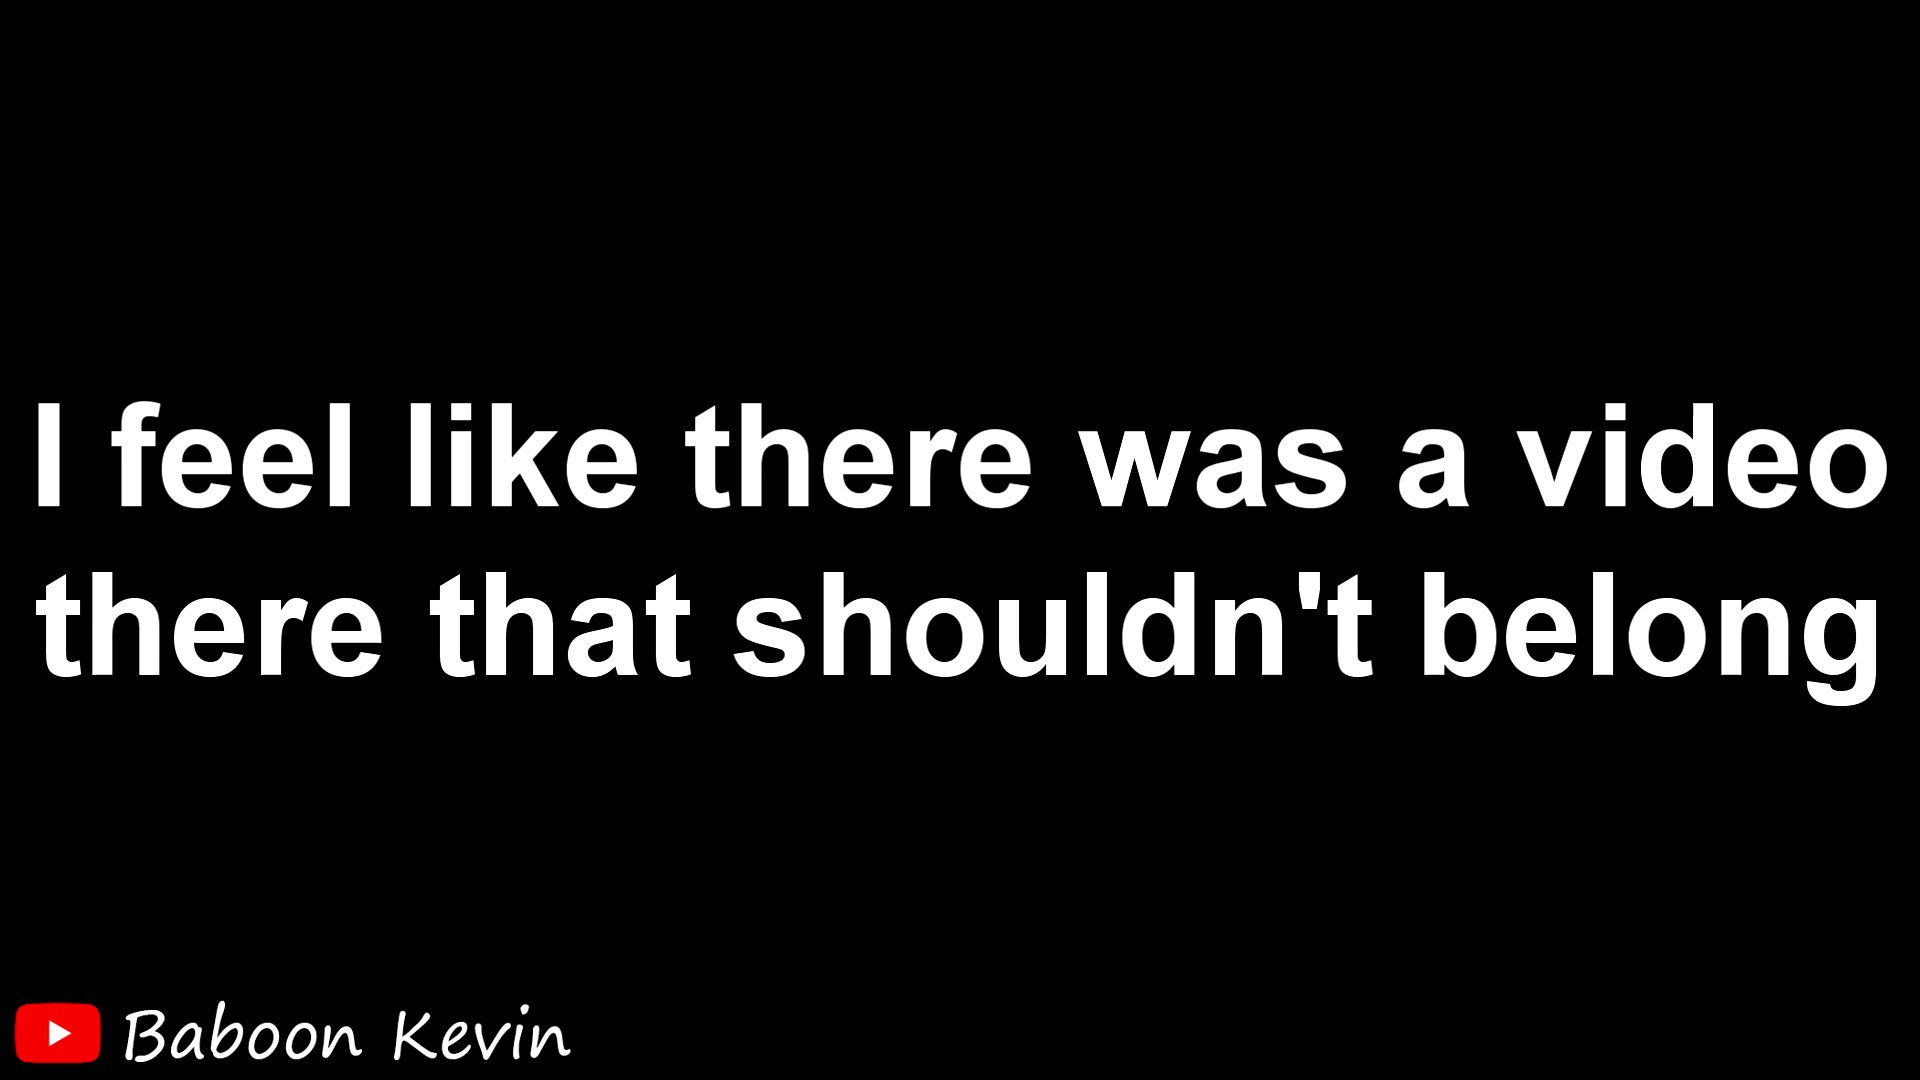 I feel like there was a video
there that shouldn't belong
Baboon Kevin